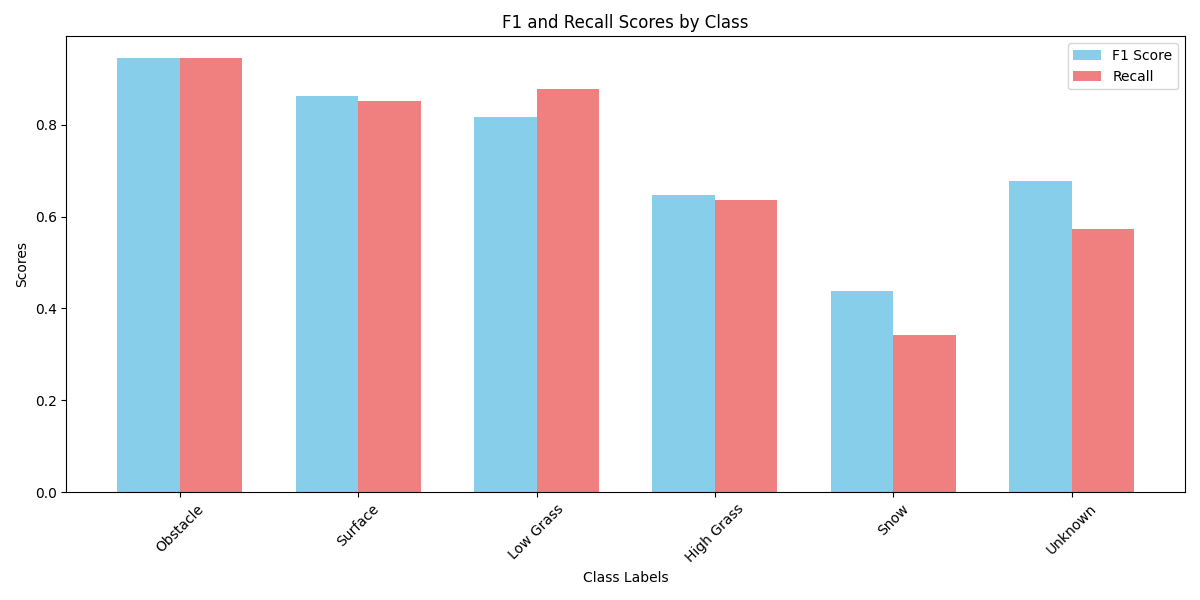 F1 and Recall Scores by Class
F1 Score
Recall
Scores
0.8
0.6
0.4
0.2
0.0
Obstacle
Surface
Low Grass
High Grass
Snow
Unknown
Class Labels